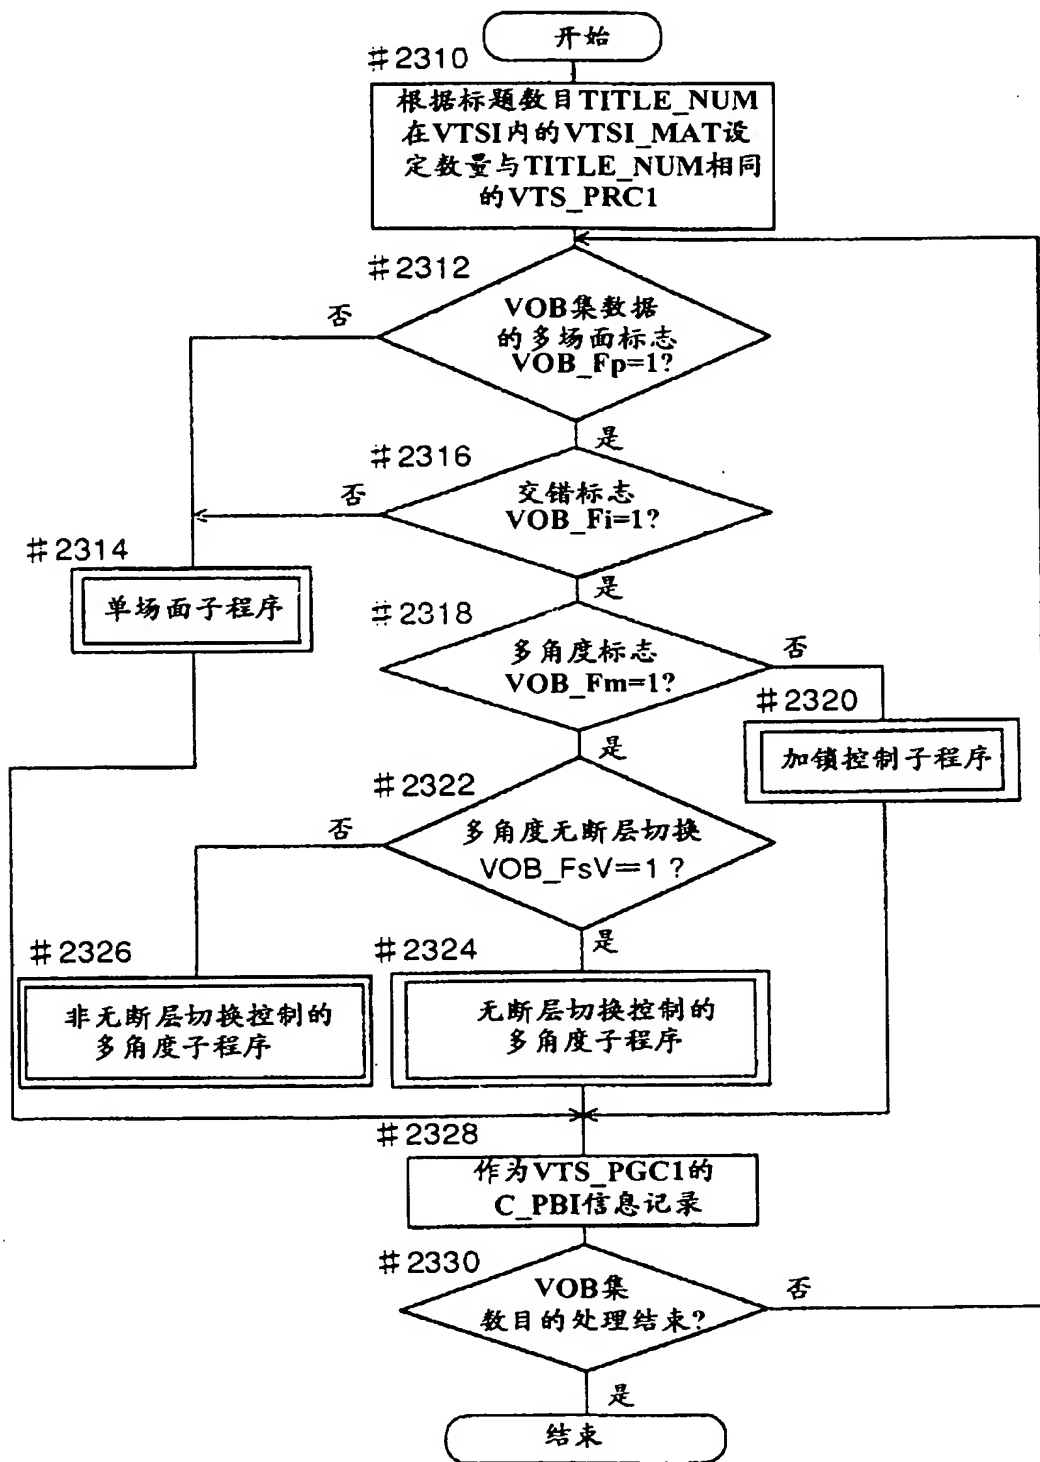 开始
#2310
根据标题数目TITLE_NUM
在VTSI内的VTSI_MAT设
定数量与TITLE_NUM相同
的VTS_PRC1
#2312
否
VOB集数据
的多场面标志
VOB_Fp=1?
是
#2316
否
交错标志
VOB_Fi=1?
#2314
单场面子程序
是
#2318
多角度标志
VOB_Fm=1?
否
#2320
加锁控制子程序
是
#2322
否
多角度无断层切换
VOB_FsV=1?
是
#2326
#2324
非无断层切换控制的
多角度子程序
无断层切换控制的
多角度子程序
#2328
作为VTS_PGC1的
C_PBI信息记录
#2330
VOB集
数目的处理结束?
否
是
结束